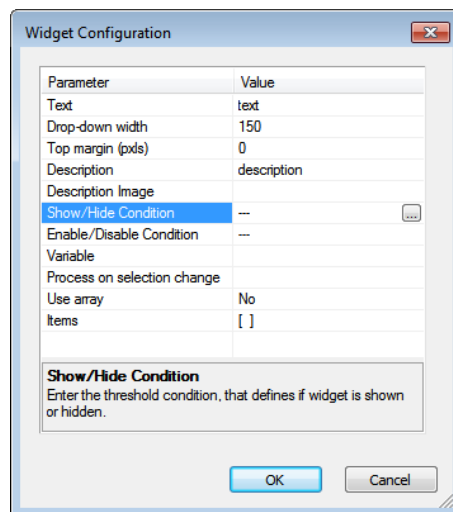 Widget Configuration
Parameter Value
Text text
Drop-down width 150
Top margin (pxls) 0
Description description
Description Image
Show/Hide Condition --- ...
Enable/Disable Condition ---
Variable
Process on selection change
Use array No
Items [ ]
Show/Hide Condition
Enter the threshold condition, that defines if widget is shown
or hidden.
OK Cancel